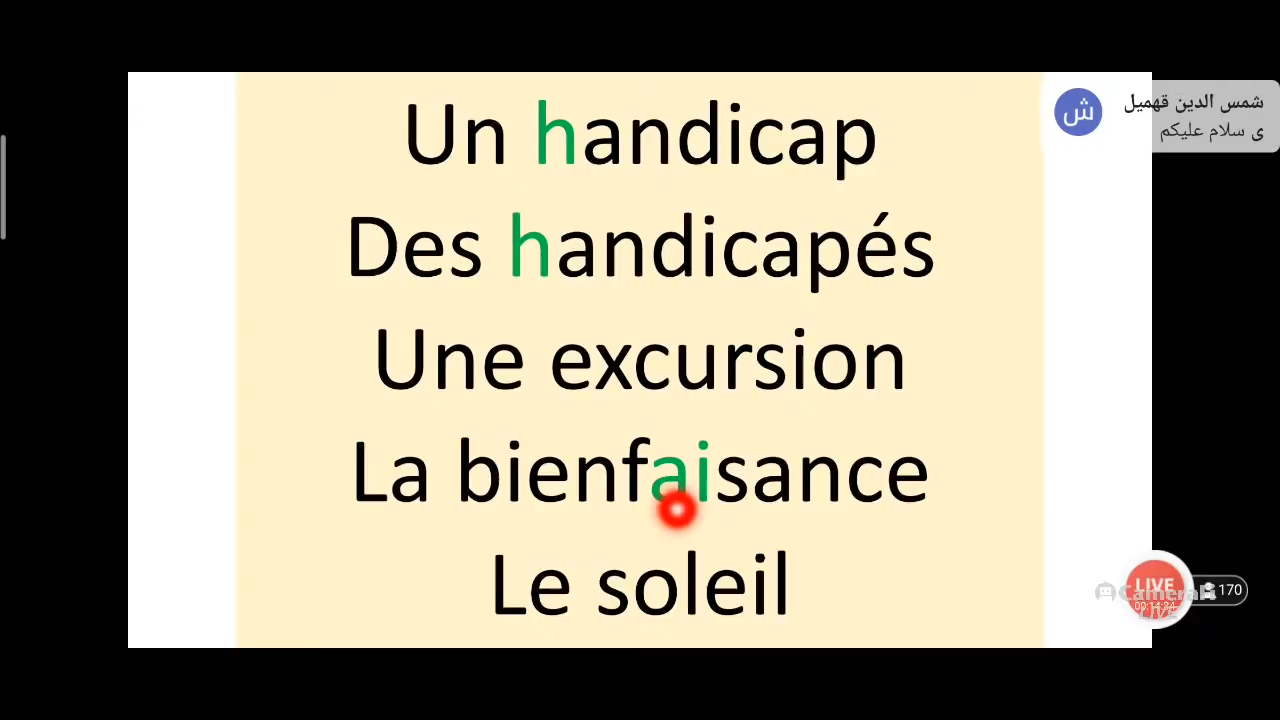 Un handicap
Des handicapés
Une excursion
La bienfaisance
Le soleil
ش
شمس الدين قهميل
ى سلام عليكم
LIVE
170